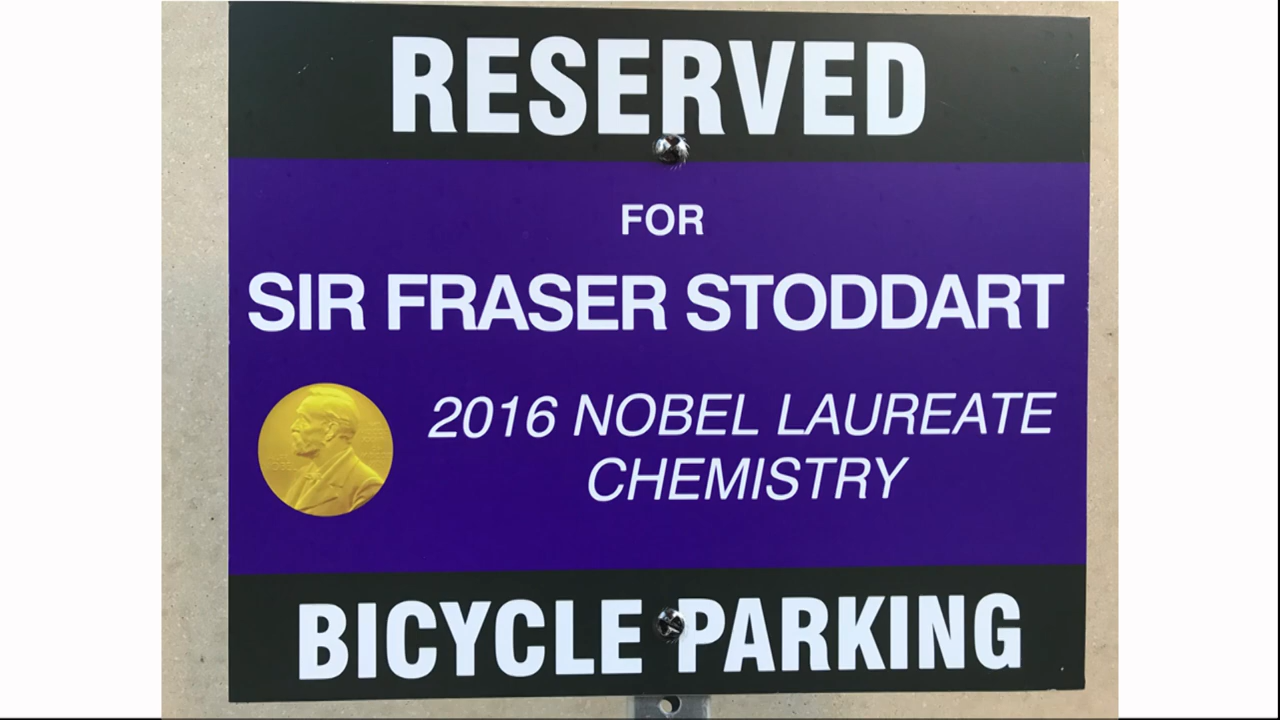 RESERVED
FOR
SIR FRASER STODDART
2016 NOBEL LAUREATE
CHEMISTRY
BICYCLE PARKING